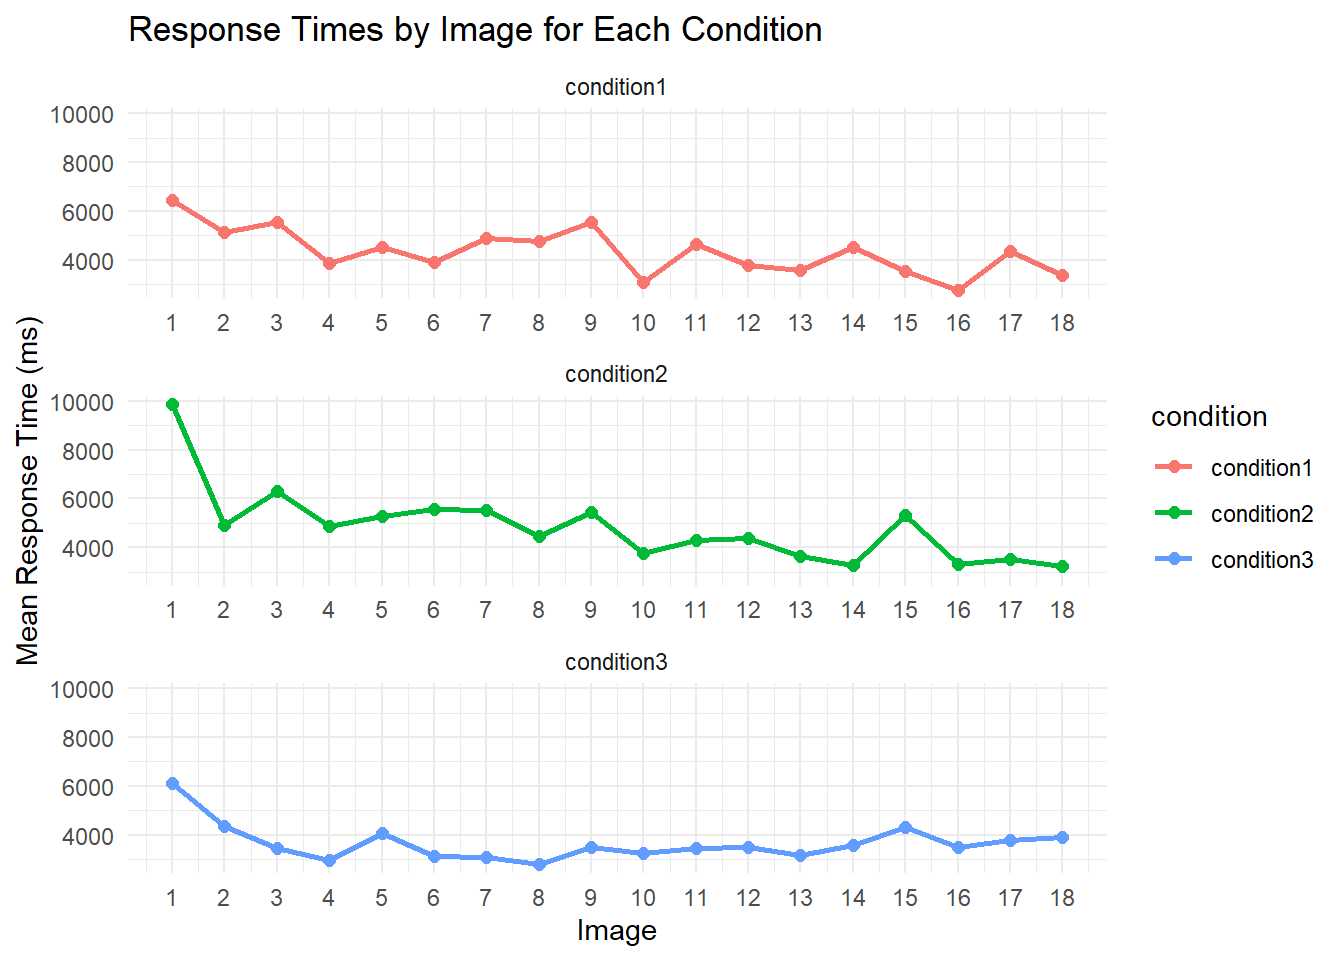 Response Times by Image for Each Condition
condition1
10000
8000
6000
4000
1 2 3 4 5 6 7 8 9 10 11 12 13 14 15 16 17 18
condition2
10000
8000
6000
4000
1 2 3 4 5 6 7 8 9 10 11 12 13 14 15 16 17 18
condition3
10000
8000
6000
4000
1 2 3 4 5 6 7 8 9 10 11 12 13 14 15 16 17 18
Image
Mean Response Time (ms)
condition
condition1
condition2
condition3